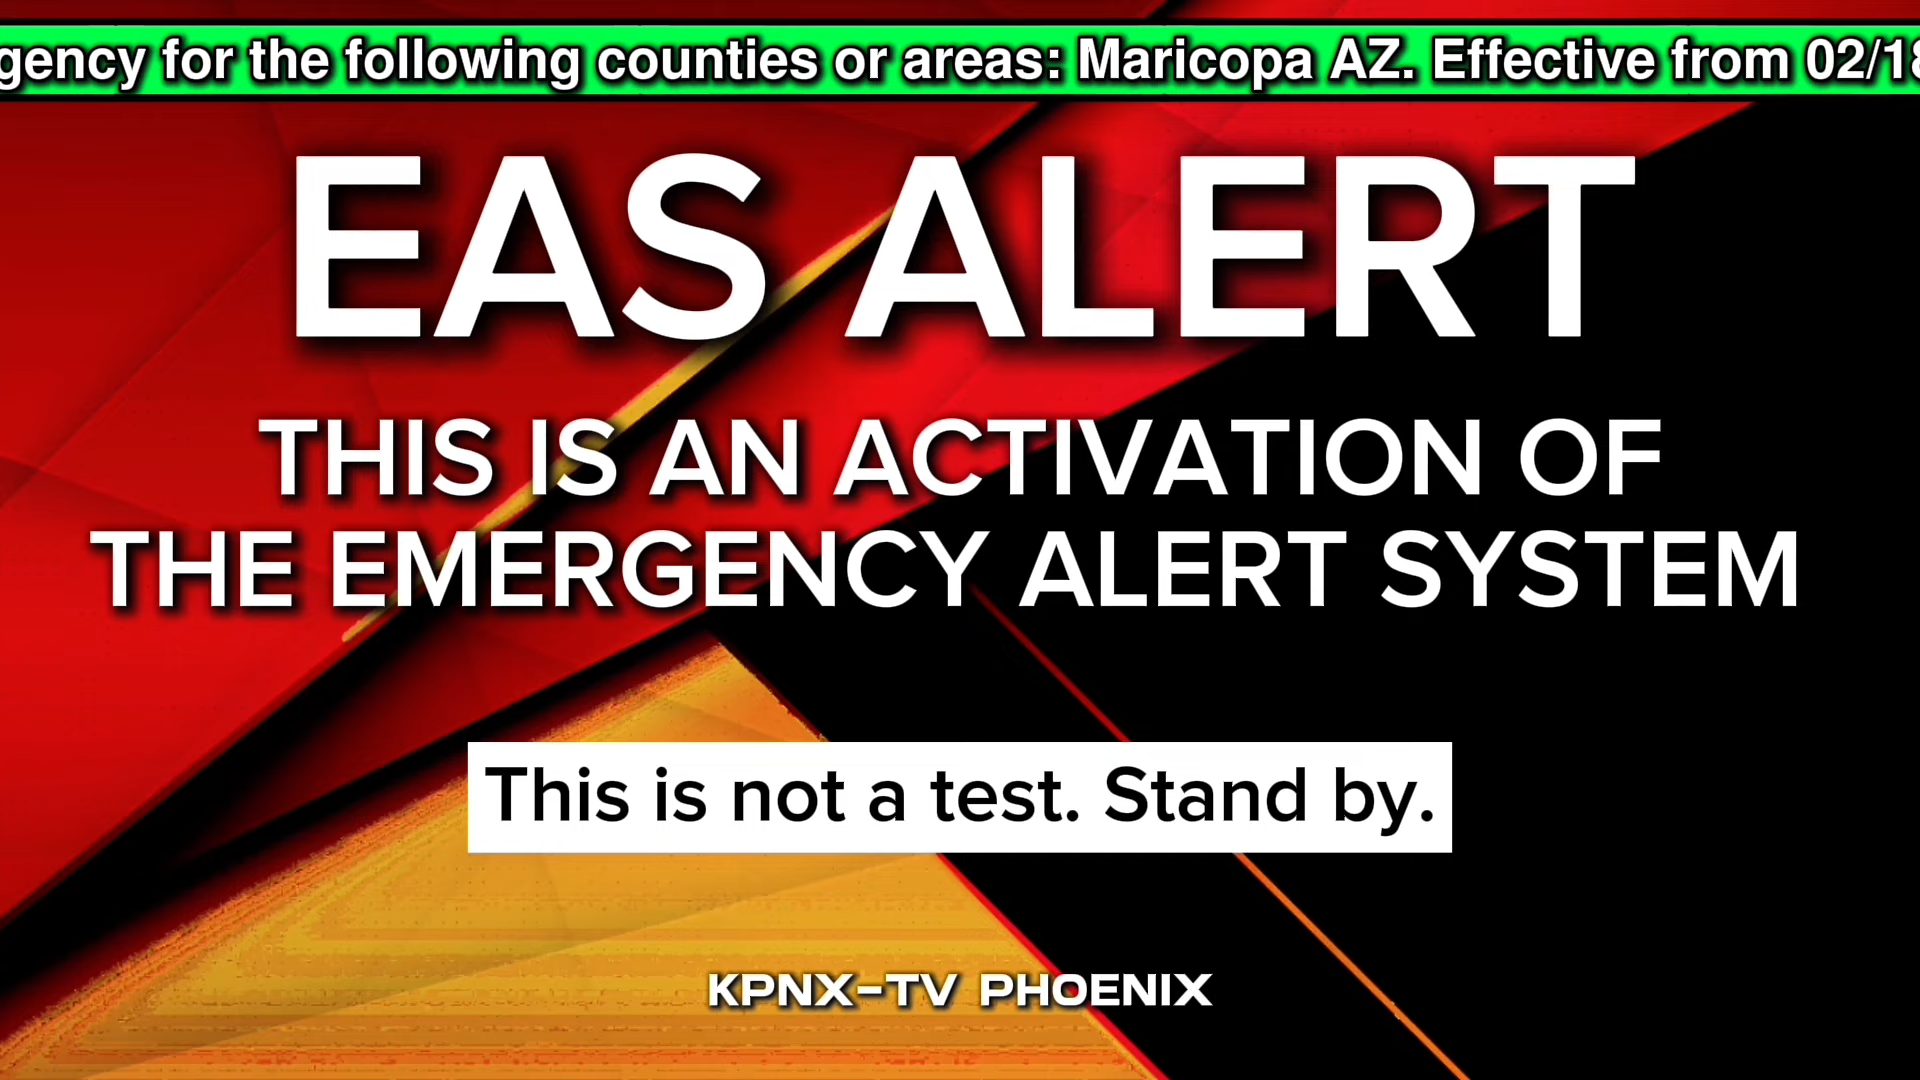 gency for the following counties or areas: Maricopa AZ. Effective from 02/18
EAS ALERT
THIS IS AN ACTIVATION OF
THE EMERGENCY ALERT SYSTEM
This is not a test. Stand by.
KPNX-TV PHOENIX